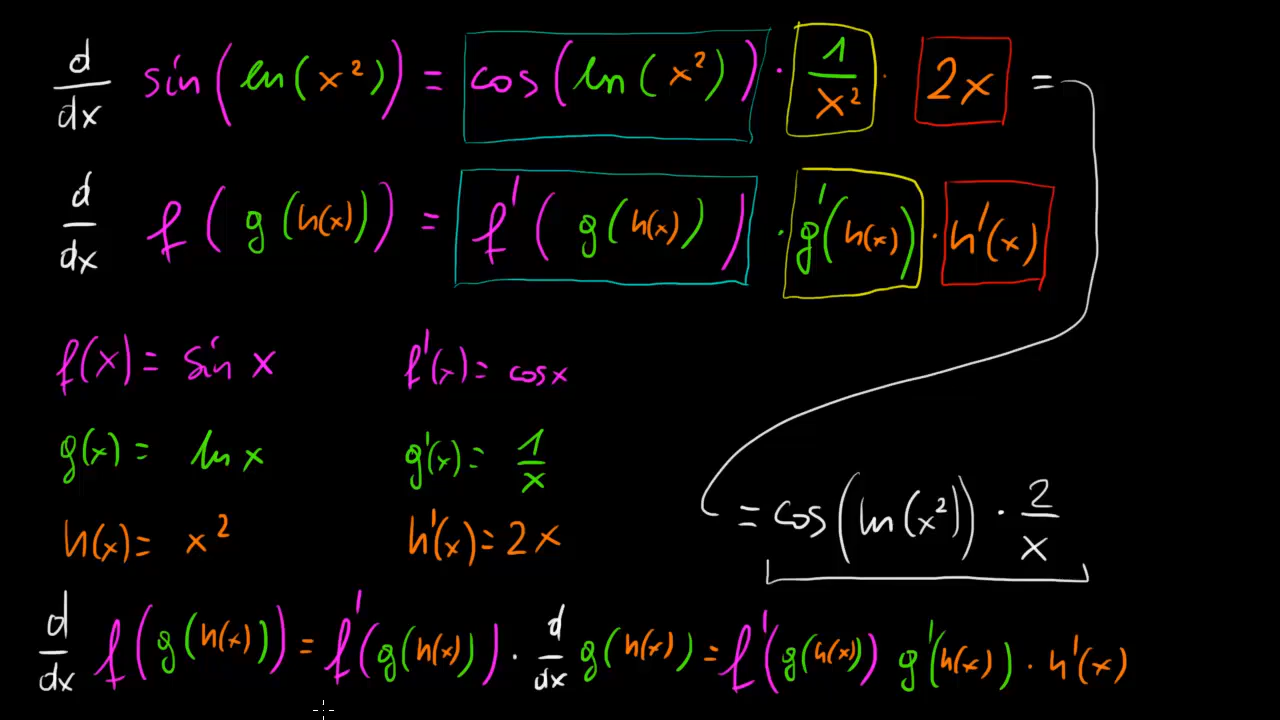 d/dx sin(ln(x²)) = cos(ln(x²)) · 1/x² · 2x =
d/dx f(g(h(x))) = f'(g(h(x))) · g'(h(x)) · h'(x)
f(x) = sin x f'(x) = cos x
g(x) = ln x g'(x) = 1/x
h(x) = x² h'(x) = 2x
= cos(ln(x²)) · 2/x
d/dx f(g(h(x))) = f'(g(h(x))) · d/dx g(h(x)) = f'(g(h(x)) g'(h(x)) · h'(x)